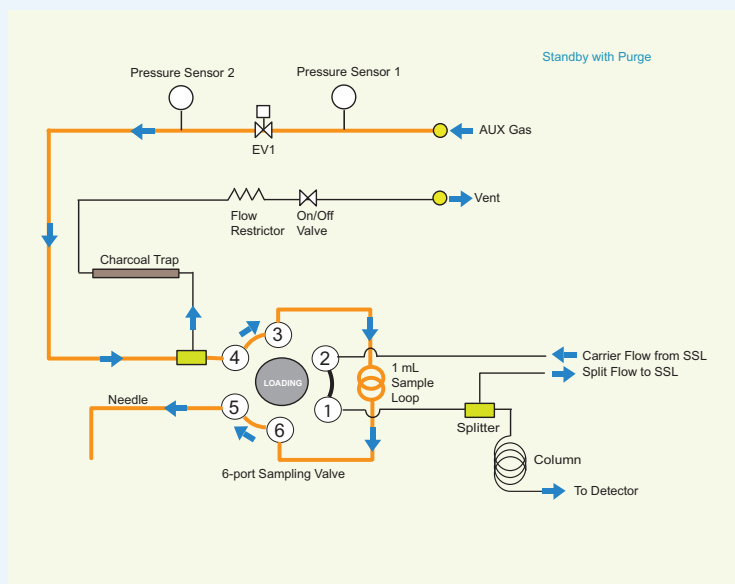 Standby with Purge
Pressure Sensor 2
Pressure Sensor 1
AUX Gas
EV1
Vent
Flow
Restrictor
On/Off
Valve
Charcoal Trap
3
4
2
1 mL
Sample
Loop
Carrier Flow from SSL
Split Flow to SSL
LOADING
Needle
5
1
6
Splitter
6-port Sampling Valve
Column
To Detector